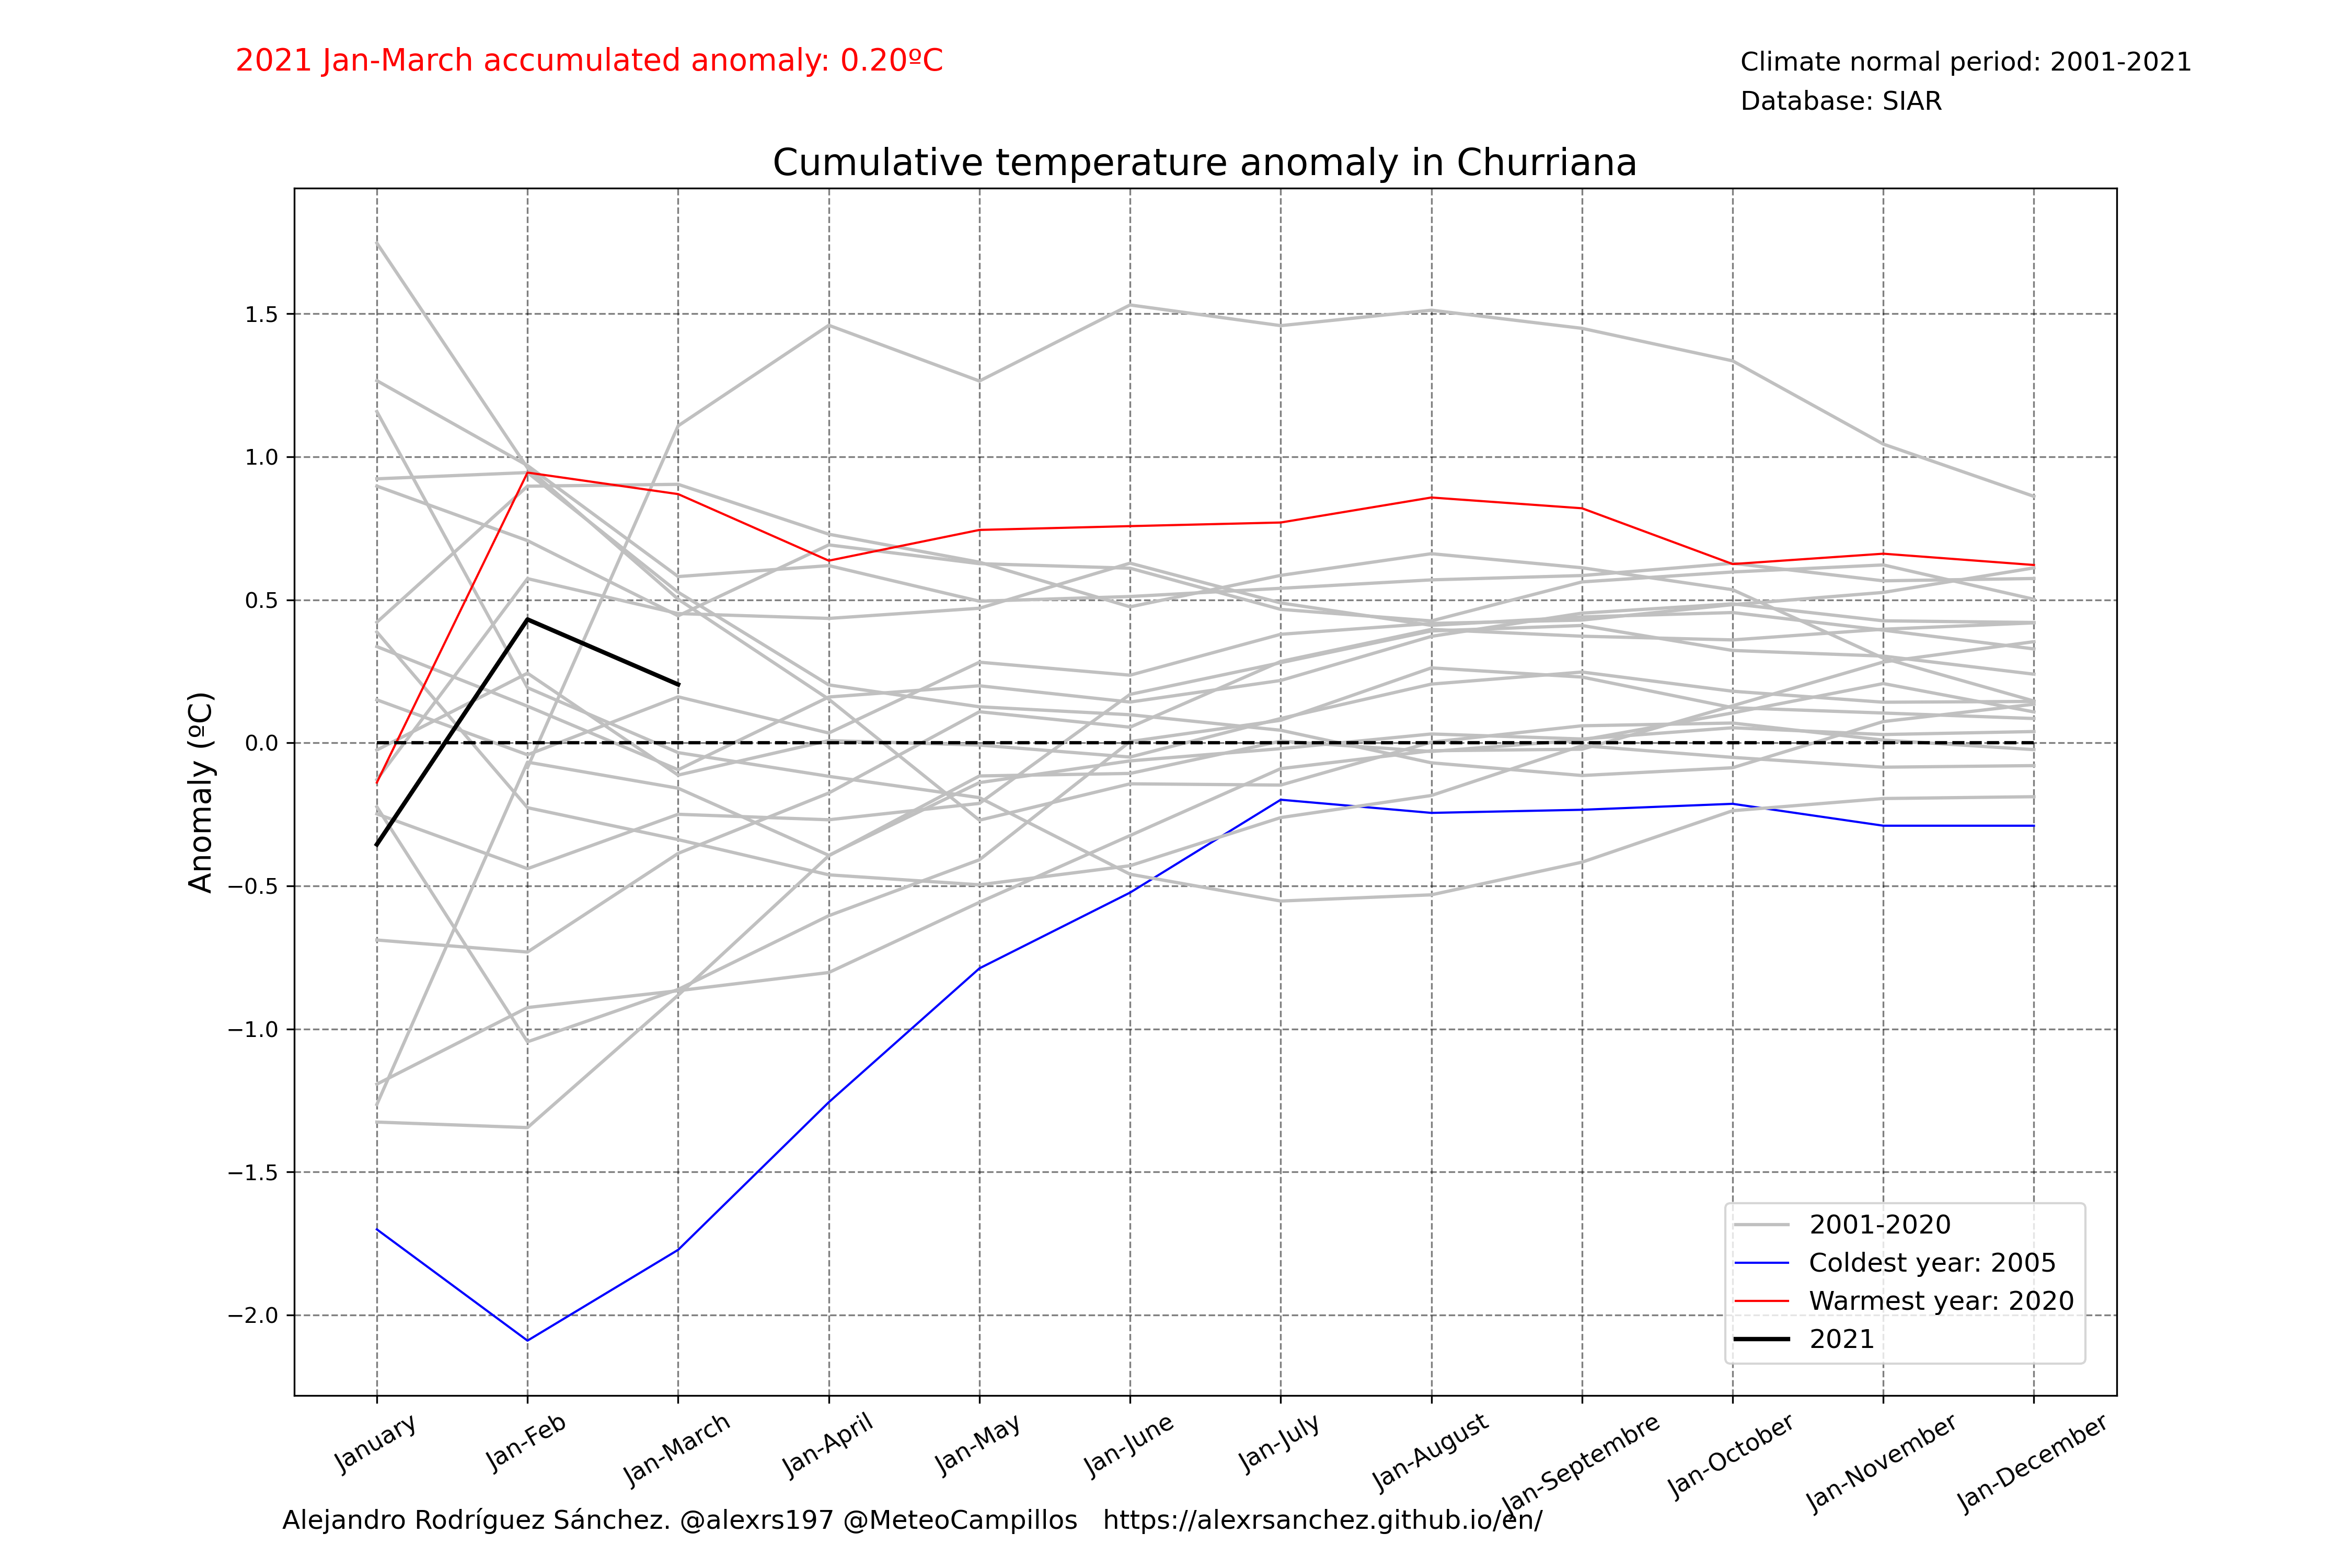 2021 Jan-March accumulated anomaly: 0.20ºC
Climate normal period: 2001-2021
Database: SIAR
Cumulative temperature anomaly in Churriana
Anomaly (ºC)
1.5
1.0
0.5
0.0
−0.5
−1.0
−1.5
−2.0
2001-2020
Coldest year: 2005
Warmest year: 2020
2021
January
Jan-Feb
Jan-March
Jan-April
Jan-May
Jan-June
Jan-July
Jan-August
Jan-Septembre
Jan-October
Jan-November
Jan-December
Alejandro Rodríguez Sánchez. @alexrs197 @MeteoCampillos   https://alexrsanchez.github.io/en/